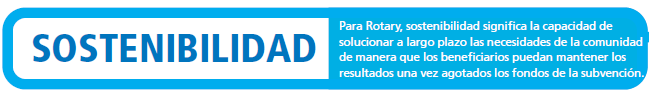 SOSTENIBILIDAD
Para Rotary, sostenibilidad significa la capacidad de
solucionar a largo plazo las necesidades de la comunidad
de manera que los beneficiarios puedan mantener los
resultados una vez agotados los fondos de la subvención.